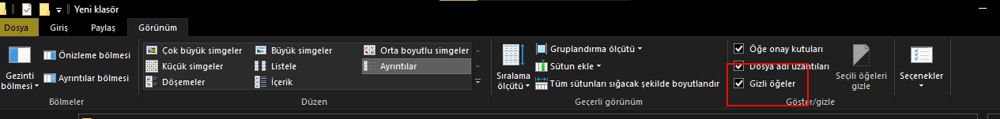 Yeni klasör
Dosya
Giriş
Paylaş
Görünüm
Gezinti
bölmesi
Önizleme bölmesi
Ayrıntılar bölmesi
Bölmeler
Çok büyük simgeler
Büyük simgeler
Orta boyutlu simgeler
Küçük simgeler
Listele
Ayrıntılar
Döşemeler
İçerik
Düzen
Sıralama
ölçütü
Gruplandırma ölçütü
Sütun ekle
Tüm sütunları sığacak şekilde boyutlandır
Geçerli görünüm
Öğe onay kutuları
Dosya adı uzantıları
Gizli öğeler
Seçili öğeleri
gizle
Göster/gizle
Seçenekler